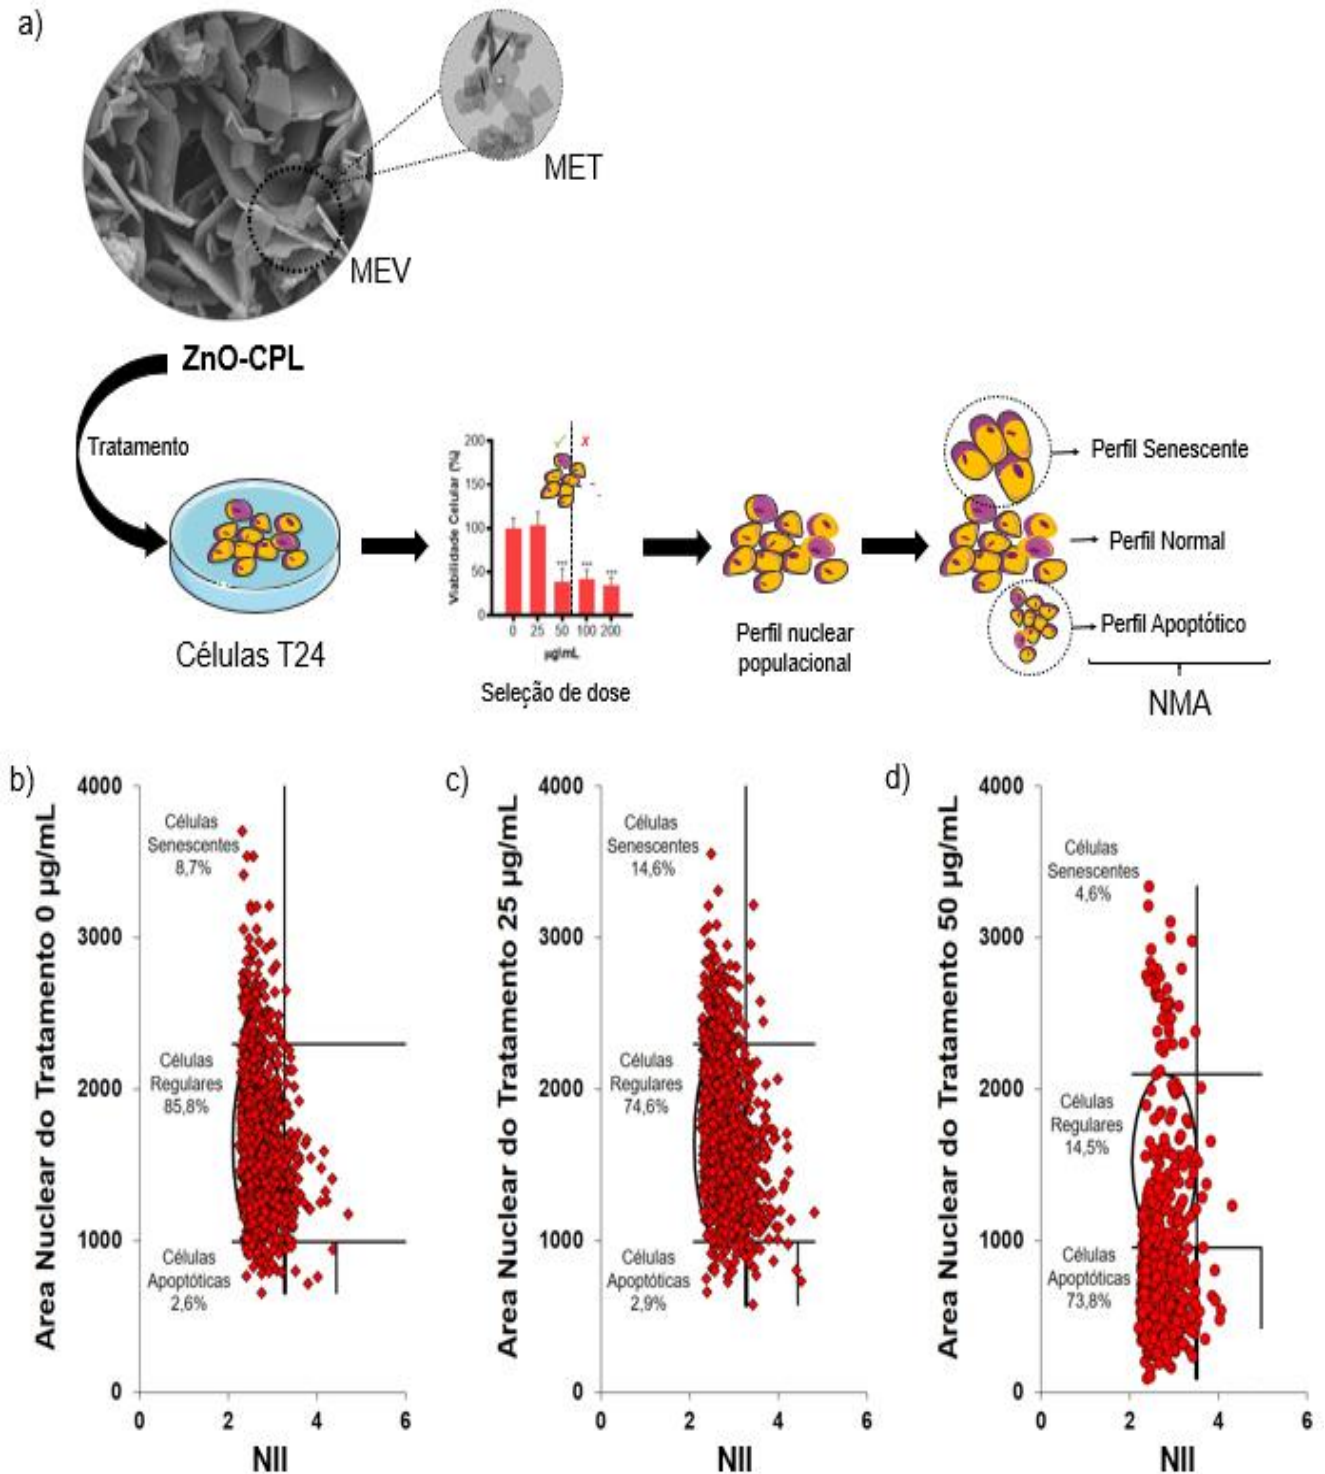 a)
MET
MEV
ZnO-CPL
Tratamento
Células T24
Viabilidade Celular (%)
200
150
100
50
0
✓
x
***
***
***
0 25 50 100 200
µg/mL
Seleção de dose
Perfil nuclear
populacional
Perfil Senescente
Perfil Normal
Perfil Apoptótico
NMA
b)
Area Nuclear do Tratamento 0 µg/mL
4000
3000
2000
1000
0
Células
Senescentes
8,7%
Células
Regulares
85,8%
Células
Apoptóticas
2,6%
0 2 4 6
NII
c)
Area Nuclear do Tratamento 25 µg/mL
4000
3000
2000
1000
0
Células
Senescentes
14,6%
Células
Regulares
74,6%
Células
Apoptóticas
2,9%
0 2 4 6
NII
d)
Area Nuclear do Tratamento 50 µg/mL
4000
3000
2000
1000
0
Células
Senescentes
4,6%
Células
Regulares
14,5%
Células
Apoptóticas
73,8%
0 2 4 6
NII